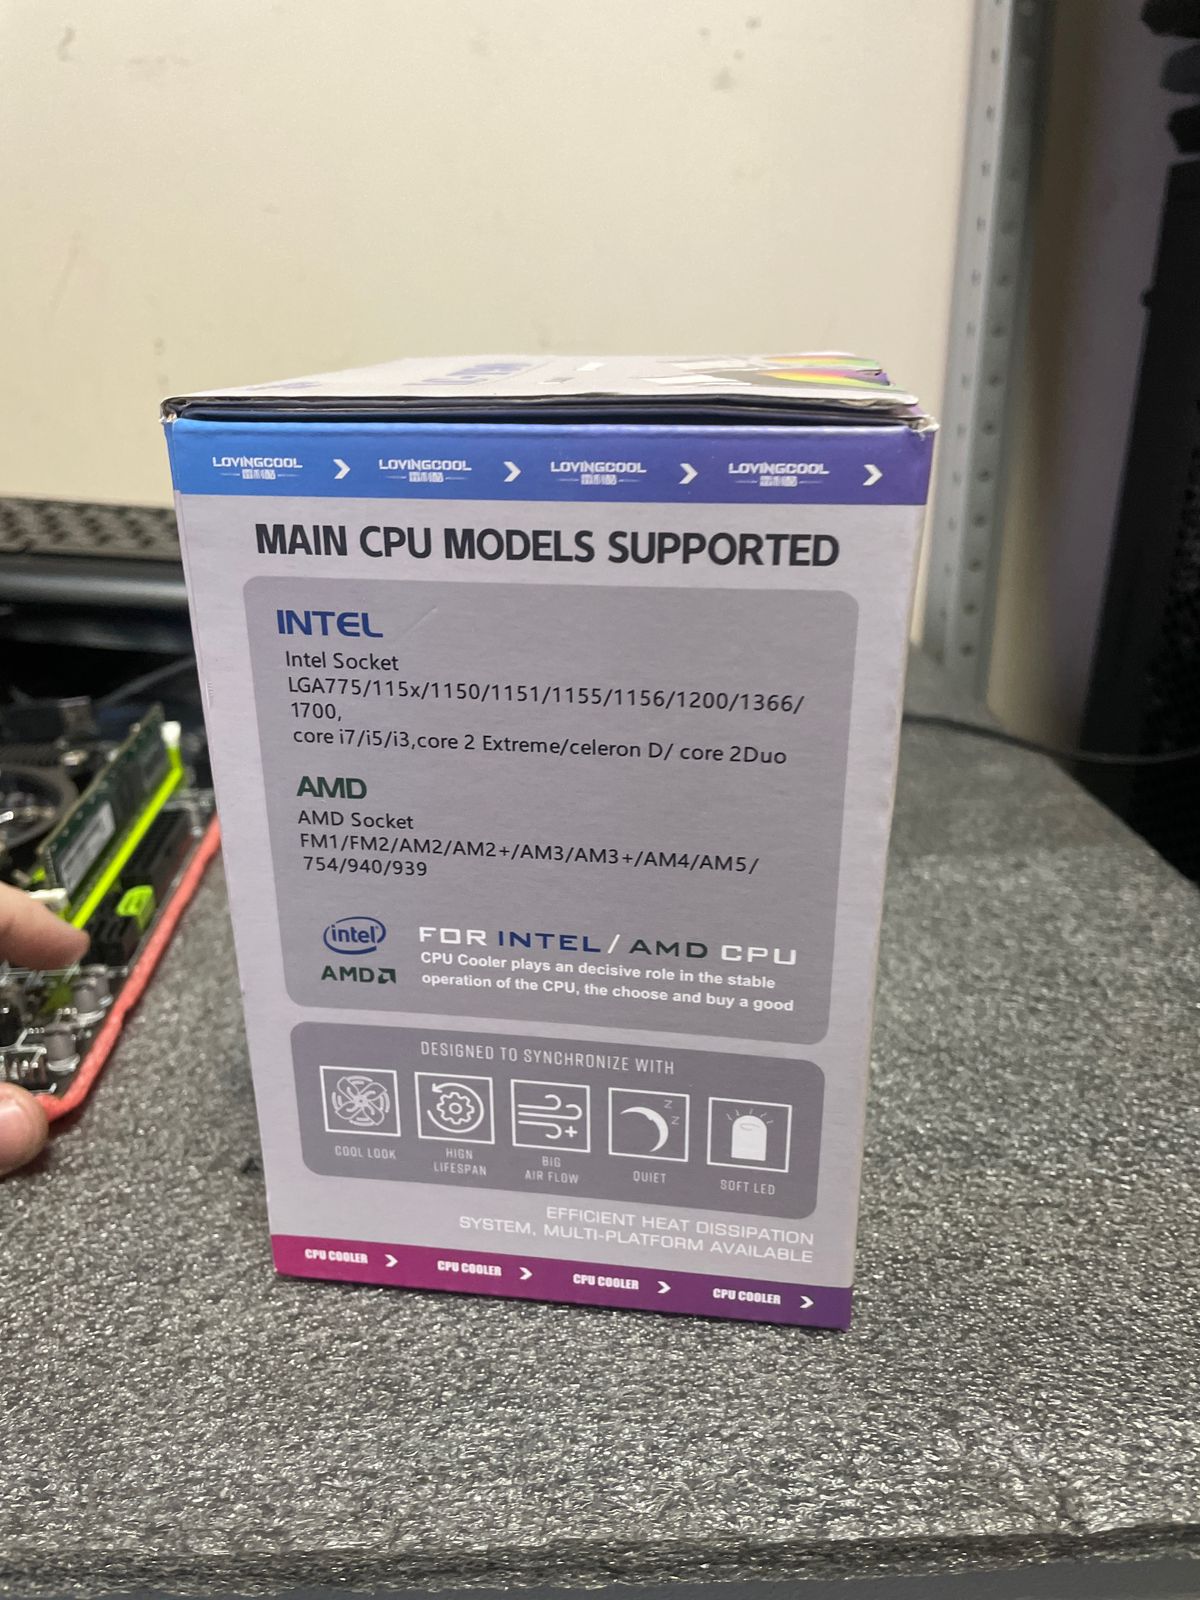 LOVINGCOOL LOVINGCOOL LOVINGCOOL LOVINGCOOL
MAIN CPU MODELS SUPPORTED
INTEL
Intel Socket
LGA775/115x/1150/1151/1155/1156/1200/1366/
1700,
core i7/i5/i3,core 2 Extreme/celeron D/ core 2Duo
AMD
AMD Socket
FM1/FM2/AM2/AM2+/AM3/AM3+/AM4/AM5/
754/940/939
intel
AMD
FOR INTEL/AMD CPU
CPU Cooler plays an decisive role in the stable
operation of the CPU, the choose and buy a good
DESIGNED TO SYNCHRONIZE WITH
COOL LOOK
HIGN
LIFESPAN
BIG
AIR FLOW
Z
Z
QUIET
SOFT LED
EFFICIENT HEAT DISSIPATION
SYSTEM, MULTI-PLATFORM AVAILABLE
CPU COOLER CPU COOLER CPU COOLER CPU COOLER